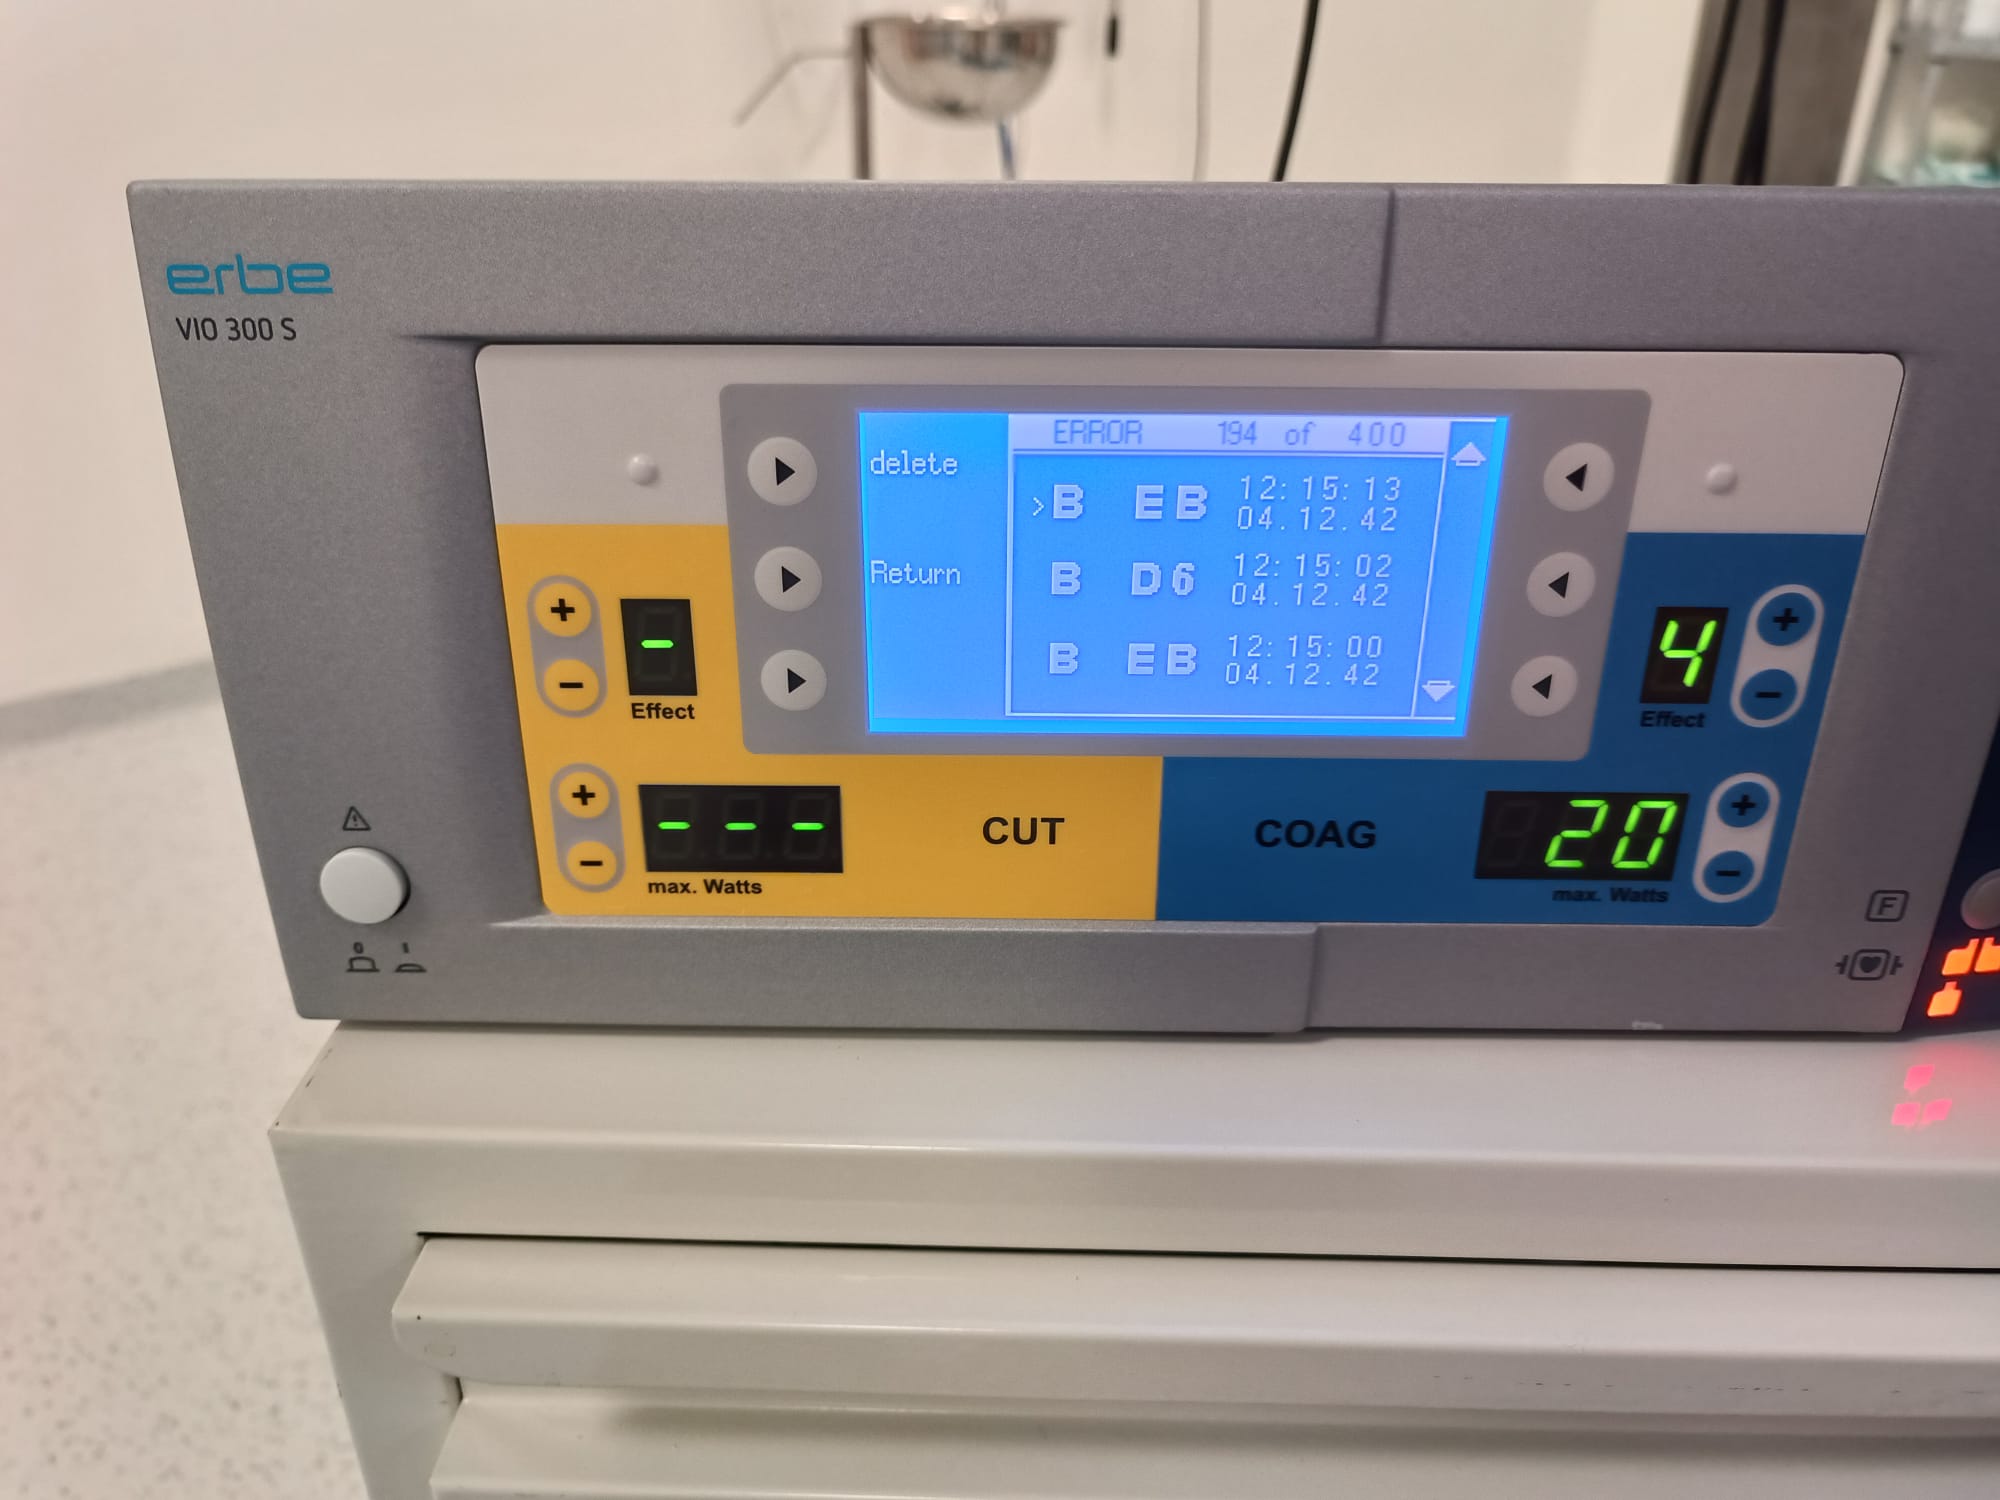 erbe
VIO 300 S
delete
Return
ERROR 194 of 400
>B EB 12:15:13
04.12.42
B D6 12:15:02
04.12.42
B EB 12:15:00
04.12.42
+
-
-
Effect
4
+
-
Effect
+
-
---
max. Watts
CUT
COAG
20
max. Watts
+
-
0 I
F